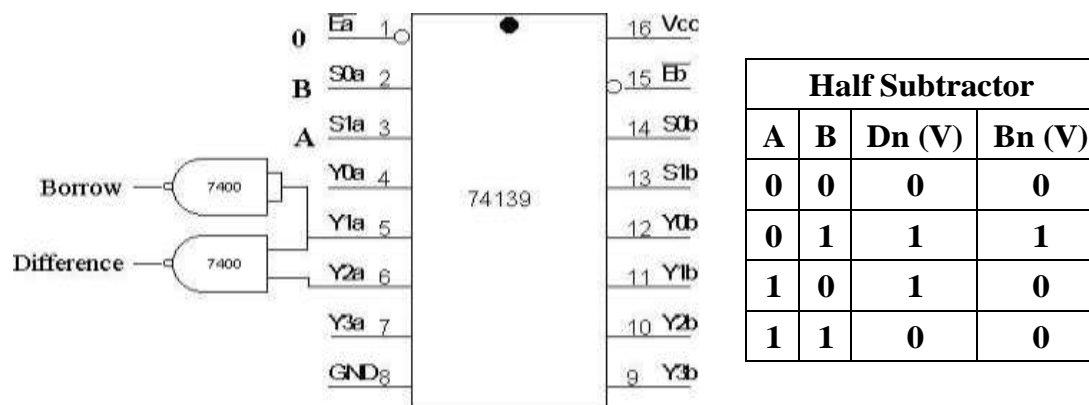 0 Ea 1 16 Vcc
B S0a 2 15 Eb
A S1a 3 14 S0b
Y0a 4 13 S1b
Borrow 7400 74139
Y1a 5 12 Y0b
Difference 7400
Y2a 6 11 Y1b
Y3a 7 10 Y2b
GND 8 9 Y3b
Half Subtractor
A B Dn (V) Bn (V)
0 0 0 0
0 1 1 1
1 0 1 0
1 1 0 0